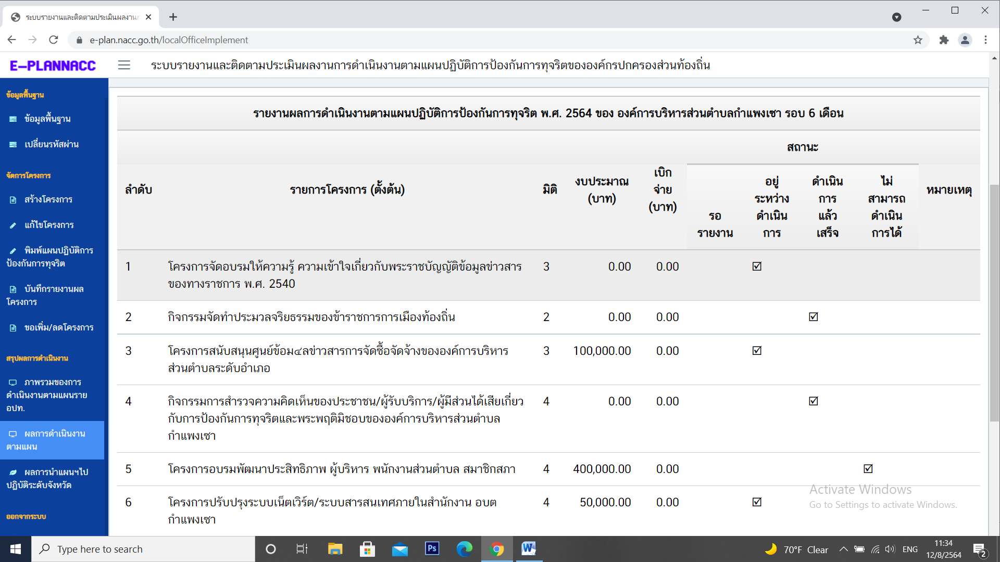 ระบบรายงานและติดตามประเมินผลงาน
e-plan.nacc.go.th/localOfficeImplement
E-PLANNACC
ระบบรายงานและติดตามประเมินผลงานการดำเนินงานตามแผนปฏิบัติการป้องกันการทุจริตขององค์กรปกครองส่วนท้องถิ่น
ข้อมูลพื้นฐาน
ข้อมูลพื้นฐาน
เปลี่ยนรหัสผ่าน
จัดการโครงการ
สร้างโครงการ
แก้ไขโครงการ
พิมพ์แผนปฏิบัติการ
ป้องกันการทุจริต
บันทึกรายงานผล
โครงการ
ขอเพิ่ม/ลดโครงการ
สรุปผลการดำเนินงาน
ภาพรวมของการ
ดำเนินงานตามแผนราย
อปท.
ผลการดำเนินงาน
ตามแผน
ผลการนำแผนฯไป
ปฏิบัติระดับจังหวัด
ออกจากระบบ
รายงานผลการดำเนินงานตามแผนปฏิบัติการป้องกันการทุจริต พ.ศ. 2564 ของ องค์การบริหารส่วนตำบลกำแพงเซา รอบ 6 เดือน
สถานะ
ลำดับ
รายการโครงการ (ตั้งต้น)
มิติ
งบประมาณ
(บาท)
เบิก
จ่าย
(บาท)
รอ
รายงาน
อยู่
ระหว่าง
ดำเนิน
การ
ดำเนิน
การ
แล้ว
เสร็จ
ไม่
สามารถ
ดำเนิน
การได้
หมายเหตุ
1 โครงการจัดอบรมให้ความรู้ ความเข้าใจเกี่ยวกับพระราชบัญญัติข้อมูลข่าวสาร 3 0.00 0.00 ☑
ของทางราชการ พ.ศ. 2540
2 กิจกรรมจัดทำประมวลจริยธรรมของข้าราชการการเมืองท้องถิ่น 2 0.00 0.00 ☑
3 โครงการสนับสนุนศูนย์ข้อม๔ลข่าวสารการจัดซื้อจัดจ้างขององค์การบริหาร 3 100,000.00 0.00 ☑
ส่วนตำบลระดับอำเภอ
4 กิจกรรมการสำรวจความคิดเห็นของประชาชน/ผู้รับบริการ/ผู้มีส่วนได้เสียเกี่ยว 4 0.00 0.00 ☑
กับการป้องกันการทุจริตและพระพฤติมิชอบขององค์การบริหารส่วนตำบล
กำแพงเซา
5 โครงการอบรมพัฒนาประสิทธิภาพ ผู้บริหาร พนักงานส่วนตำบล สมาชิกสภา 4 400,000.00 0.00 ☑
6 โครงการปรับปรุงระบบเน็ตเวิร์ต/ระบบสารสนเทศภายในสำนักงาน อบต 4 50,000.00 0.00 ☑
กำแพงเซา
Activate Windows
Go to Settings to activate Windows.
Type here to search
Ps
W
70°F Clear
ENG
11:34
12/8/2564
2